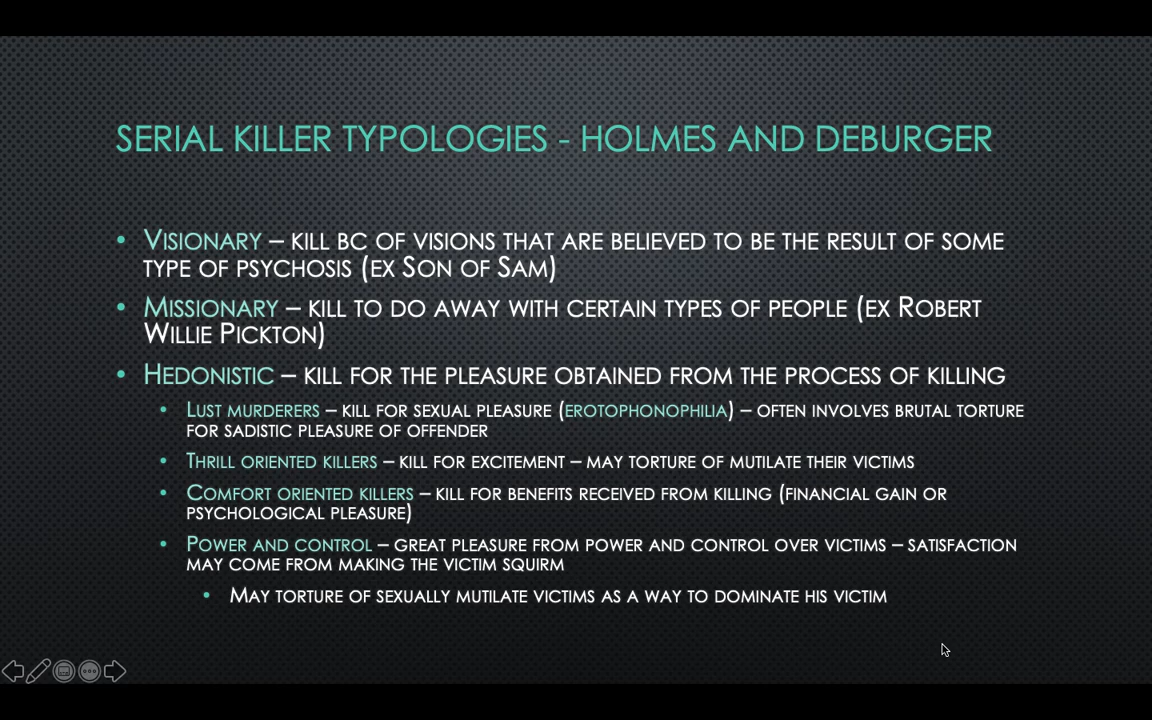 SERIAL KILLER TYPOLOGIES - HOLMES AND DEBURGER
• VISIONARY – KILL BC OF VISIONS THAT ARE BELIEVED TO BE THE RESULT OF SOME
TYPE OF PSYCHOSIS (EX SON OF SAM)
• MISSIONARY – KILL TO DO AWAY WITH CERTAIN TYPES OF PEOPLE (EX ROBERT
WILLIE PICKTON)
• HEDONISTIC – KILL FOR THE PLEASURE OBTAINED FROM THE PROCESS OF KILLING
• LUST MURDERERS – KILL FOR SEXUAL PLEASURE (EROTOPHONOPHILIA) – OFTEN INVOLVES BRUTAL TORTURE
FOR SADISTIC PLEASURE OF OFFENDER
• THRILL ORIENTED KILLERS – KILL FOR EXCITEMENT – MAY TORTURE OF MUTILATE THEIR VICTIMS
• COMFORT ORIENTED KILLERS – KILL FOR BENEFITS RECEIVED FROM KILLING (FINANCIAL GAIN OR
PSYCHOLOGICAL PLEASURE)
• POWER AND CONTROL – GREAT PLEASURE FROM POWER AND CONTROL OVER VICTIMS – SATISFACTION
MAY COME FROM MAKING THE VICTIM SQUIRM
• MAY TORTURE OF SEXUALLY MUTILATE VICTIMS AS A WAY TO DOMINATE HIS VICTIM